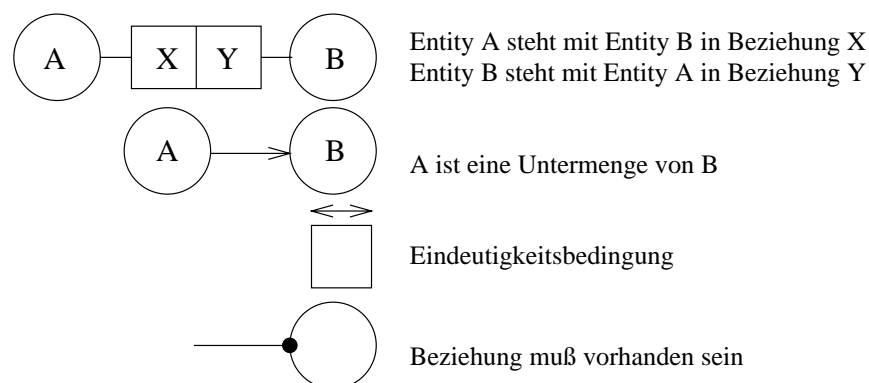 A X Y B
Entity A steht mit Entity B in Beziehung X
Entity B steht mit Entity A in Beziehung Y
A B
A ist eine Untermenge von B
Eindeutigkeitsbedingung
Beziehung muß vorhanden sein